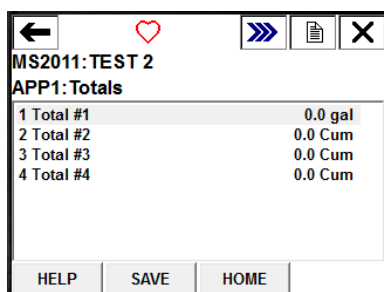 MS2011:TEST 2
APP1:Totals
1 Total #1 0.0 gal
2 Total #2 0.0 Cum
3 Total #3 0.0 Cum
4 Total #4 0.0 Cum
HELP SAVE HOME